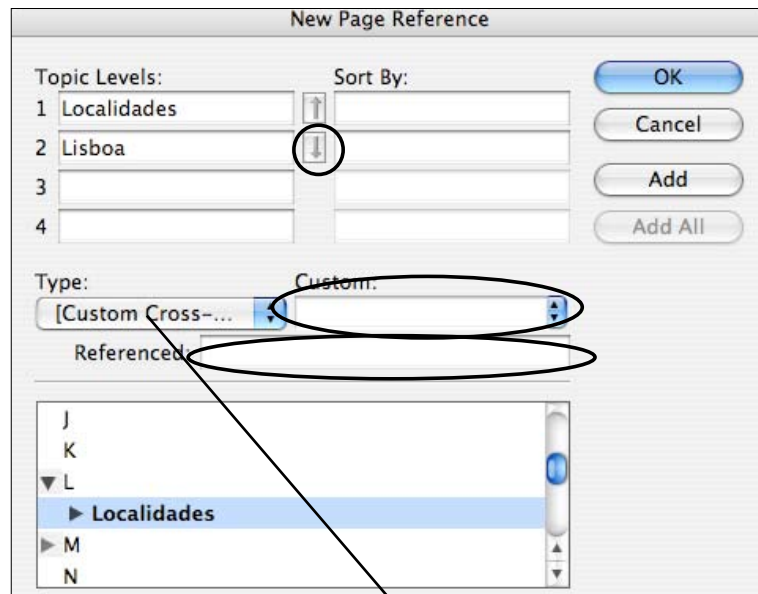 New Page Reference
Topic Levels: Sort By:
1 Localidades
2 Lisboa
3
4
OK
Cancel
Add
Add All
Type: Custom:
[Custom Cross-...
Referenced:
J
K
L
Localidades
M
N